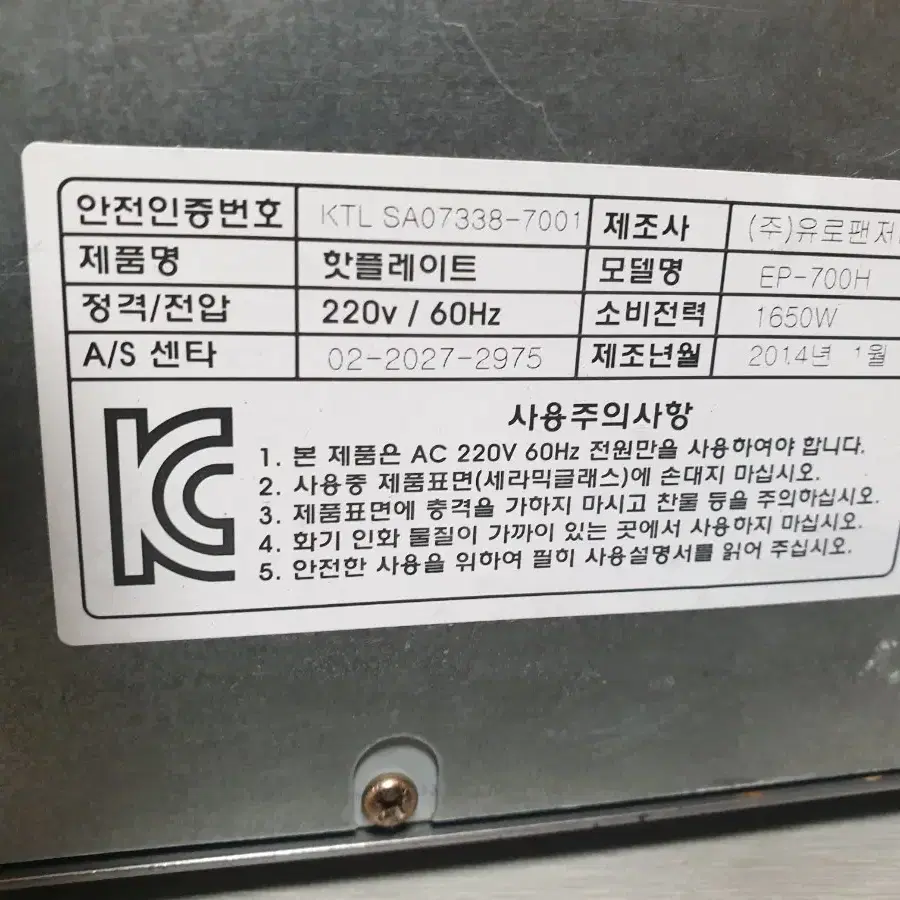 안전인증번호 KTL SA07338-7001 제조사 (주)유로팬저
제품명 핫플레이트 모델명 EP-700H
정격/전압 220v / 60Hz 소비전력 1650W
A/S 센타 02-2027-2975 제조년월 2014년 1월
사용주의사항
1. 본 제품은 AC 220V 60Hz 전원만을 사용하여야 합니다.
2. 사용중 제품표면(세라믹글래스)에 손대지 마십시오.
3. 제품표면에 충격을 가하지 마시고 찬물 등을 주의하십시오.
4. 화기 인화 물질이 가까이 있는 곳에서 사용하지 마십시오.
5. 안전한 사용을 위하여 필히 사용설명서를 읽어 주십시오.